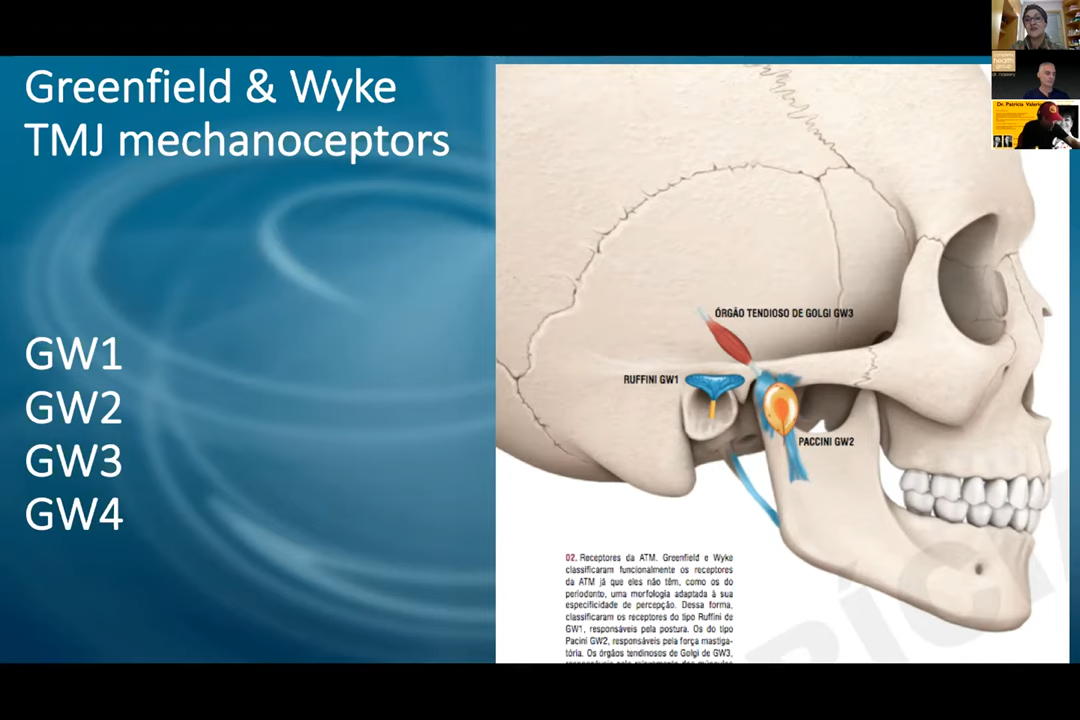 Greenfield & Wyke
TMJ mechanoceptors
GW1
GW2
GW3
GW4
ÓRGÃO TENDIOSO DE GOLGI GW3
RUFFINI GW1
PACCINI GW2
02. Receptores da ATM. Greenfield e Wyke
classificaram funcionalmente os receptores
da ATM já que eles não têm, como os do
periodonto, uma morfologia adaptada à sua
especificidade de percepção. Dessa forma,
classificaram os receptores do tipo Ruffini de
GW1, responsáveis pela postura. Os do tipo
Pacini GW2, responsáveis pela força mastiga-
tória. Os órgãos tendinosos de Golgi de GW3,
health
group
Dr. Patricia Valerio